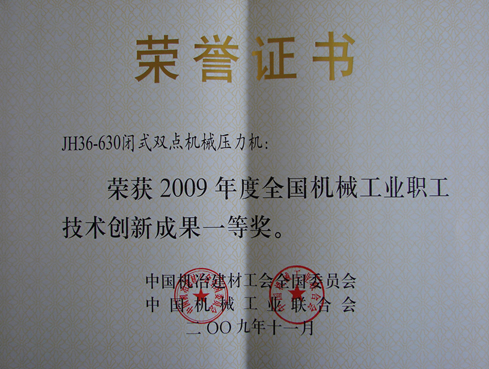 荣誉证书
JH36-630闭式双点机械压力机:
荣获2009年度全国机械工业职工
技术创新成果一等奖。
中国机冶建材工会全国委员会
中国机械工业联合会
二〇〇九年十一月